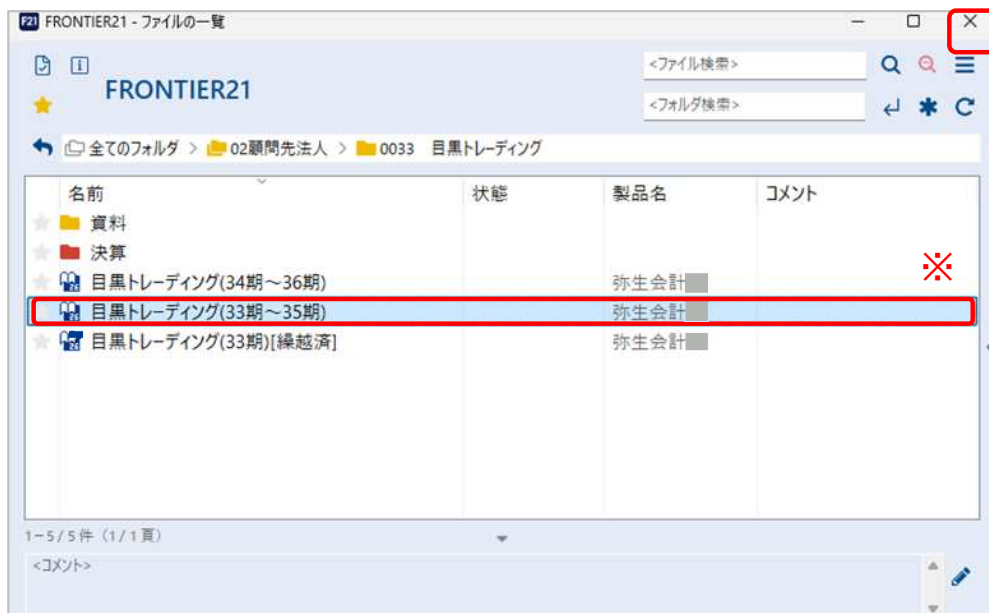 F21 FRONTIER21 - ファイルの一覧
<ファイル検索>
FRONTIER21
<フォルダ検索>
全てのフォルダ > 02顧問先法人 > 0033 目黒トレーディング
名前 状態 製品名 コメント
資料
決算
※
目黒トレーディング(34期～36期) 弥生会計
目黒トレーディング(33期～35期) 弥生会計
目黒トレーディング(33期)[繰越済] 弥生会計
1-5/5件 (1/1頁)
<コメント>